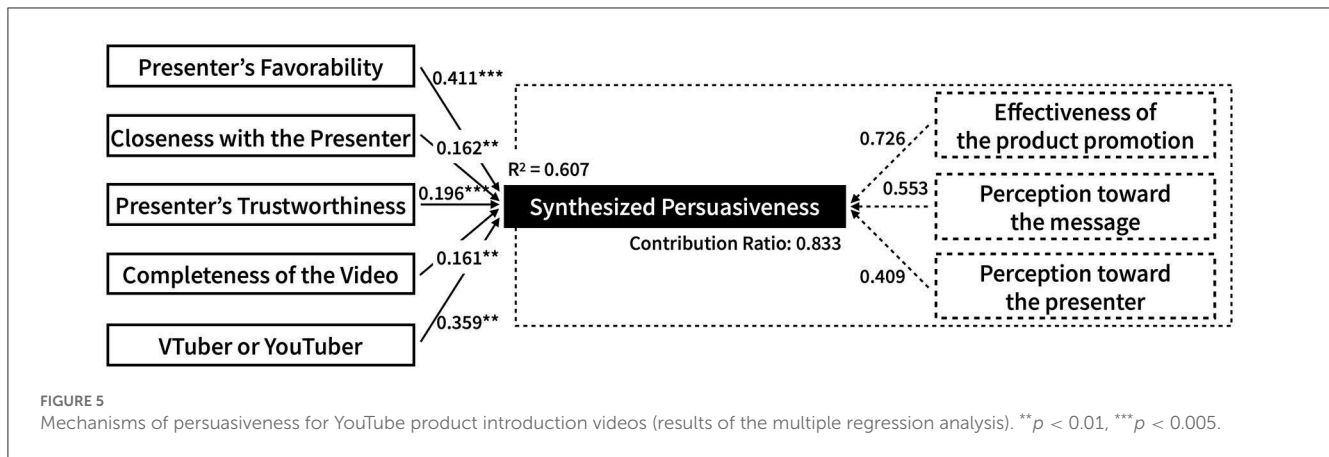 Presenter's Favorability
0.411***
Closeness with the Presenter
0.162**
Presenter's Trustworthiness
0.196***
Completeness of the Video
0.161**
VTuber or YouTuber
0.359**
R² = 0.607
Synthesized Persuasiveness
Contribution Ratio: 0.833
0.726
Effectiveness of
the product promotion
0.553
Perception toward
the message
0.409
Perception toward
the presenter
FIGURE 5
Mechanisms of persuasiveness for YouTube product introduction videos (results of the multiple regression analysis). **p < 0.01, ***p < 0.005.